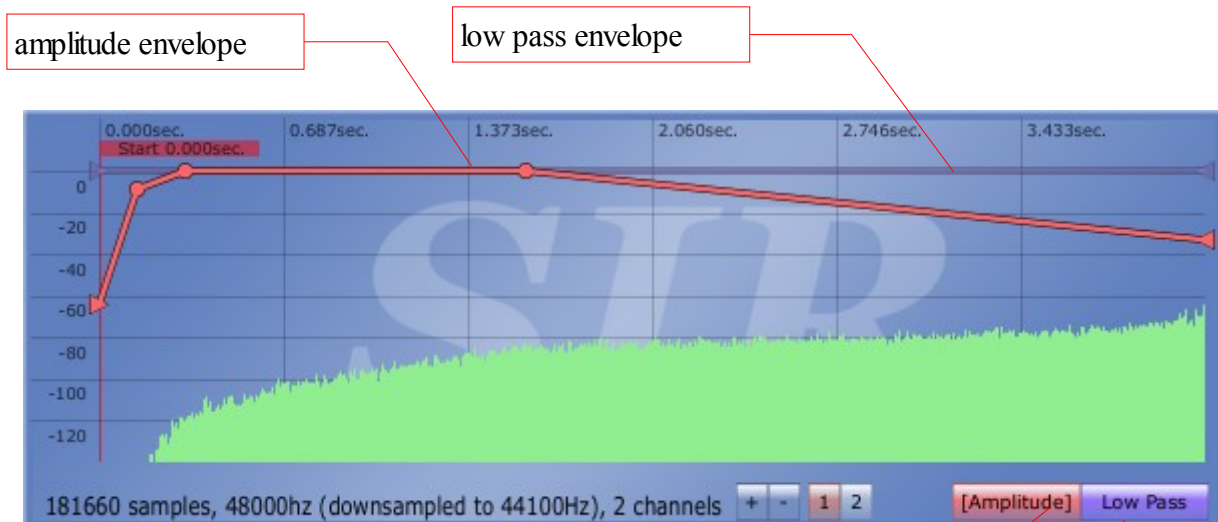 amplitude envelope
low pass envelope
0.000sec. 0.687sec. 1.373sec. 2.060sec. 2.746sec. 3.433sec.
Start 0.000sec.
0
-20
-40
-60
-80
-100
-120
SIR
181660 samples, 48000hz (downsampled to 44100Hz), 2 channels + - 1 2 [Amplitude] Low Pass